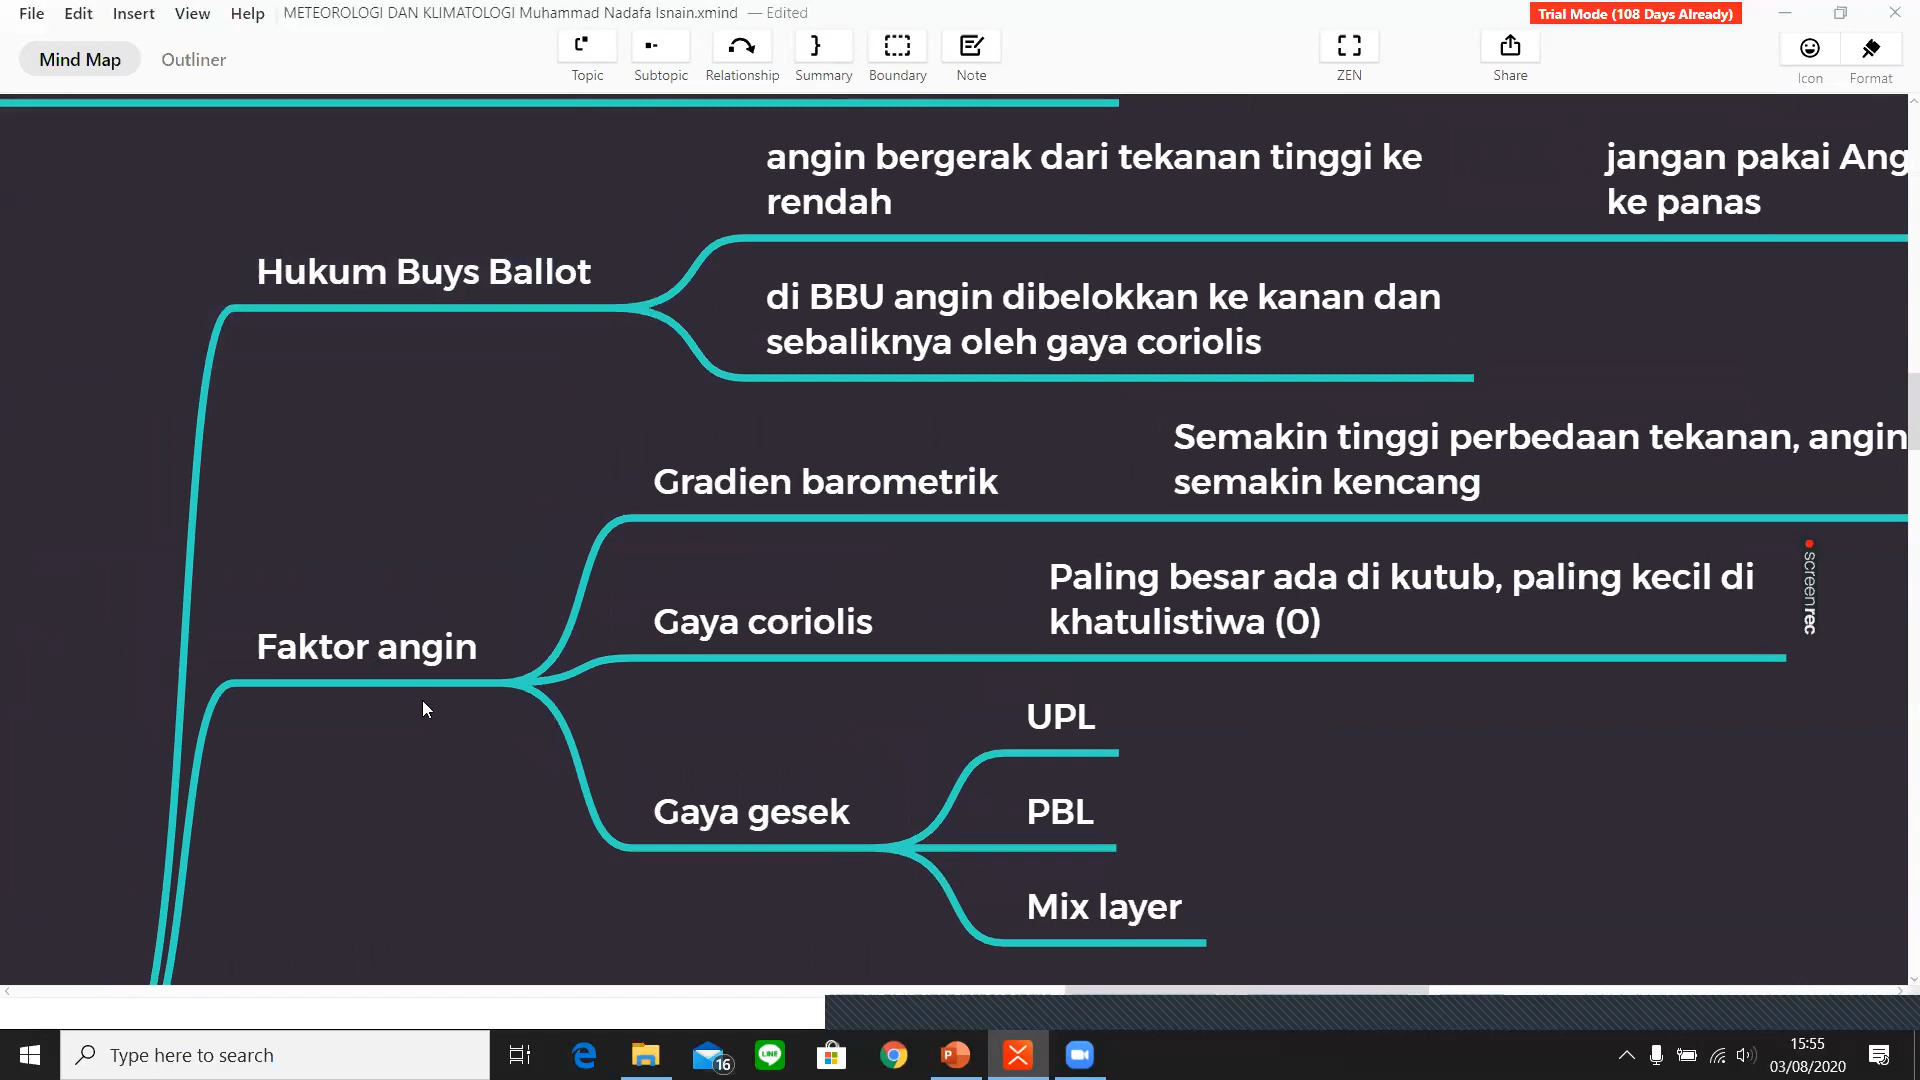 File Edit Insert View Help METEOROLOGI DAN KLIMATOLOGI Muhammad Nadafa Isnain.xmind — Edited
Trial Mode (108 Days Already)
Mind Map Outliner
Topic Subtopic Relationship Summary Boundary Note ZEN Share Icon Format
angin bergerak dari tekanan tinggi ke
rendah
jangan pakai Ang
ke panas
Hukum Buys Ballot
di BBU angin dibelokkan ke kanan dan
sebaliknya oleh gaya coriolis
Semakin tinggi perbedaan tekanan, angin
semakin kencang
Gradien barometrik
Paling besar ada di kutub, paling kecil di
khatulistiwa (0)
Gaya coriolis
screenrec
Faktor angin
UPL
Gaya gesek
PBL
Mix layer
Type here to search
16
LINE
15:55
03/08/2020